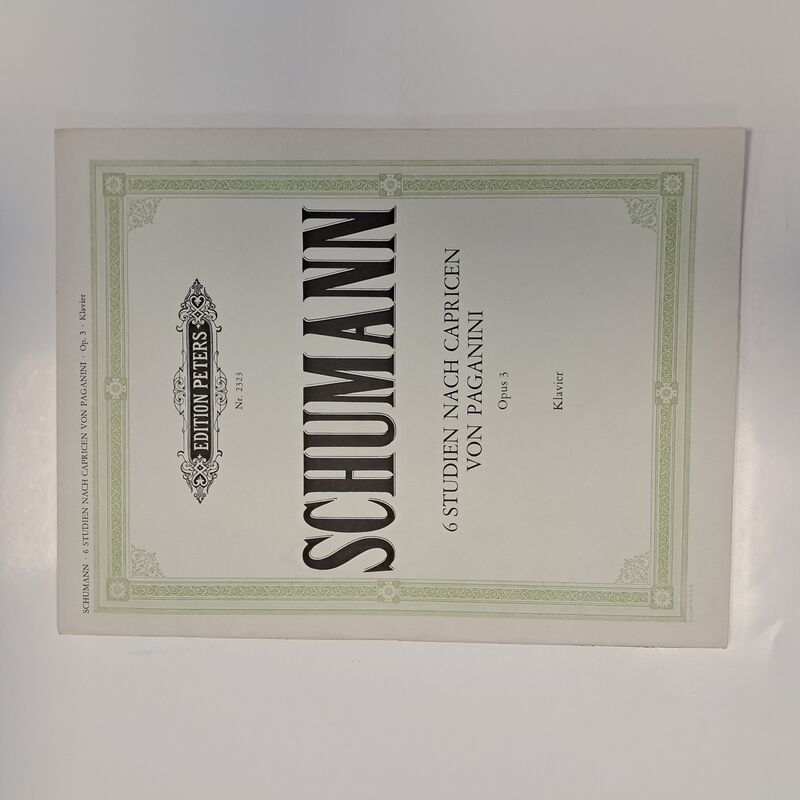 SCHUMANN · 6 STUDIEN NACH CAPRICEN VON PAGANINI · Op. 3 · Klavier
EDITION PETERS
Nr. 2323
SCHUMANN
6 STUDIEN NACH CAPRICEN
VON PAGANINI
Opus 3
Klavier